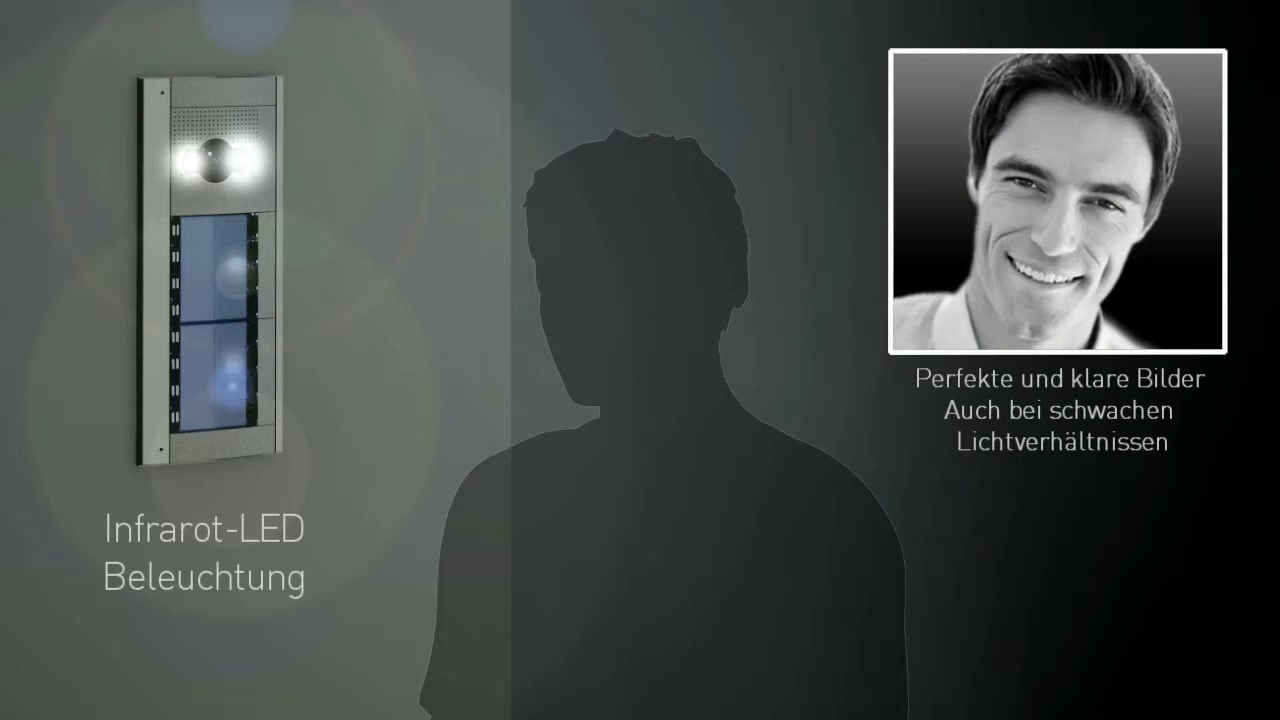 Infrarot-LED
Beleuchtung
Perfekte und klare Bilder
Auch bei schwachen
Lichtverhältnissen